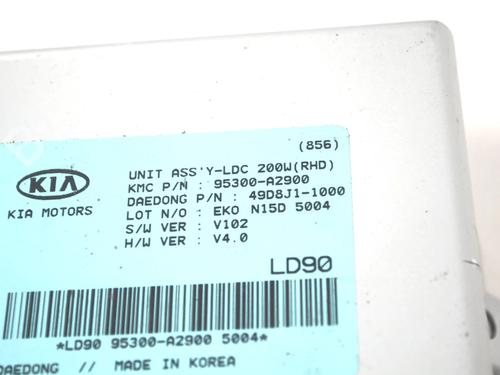 (856)
KIA
KIA MOTORS
UNIT ASS'Y-LDC 200W(RHD)
KMC P/N : 95300-A2900
DAEDONG P/N : 49D8J1-1000
LOT N/O : EKO N15D 5004
S/W VER : V102
H/W VER : V4.0
LD90
*LD90 95300-A2900 5004*
DAEDONG // MADE IN KOREA